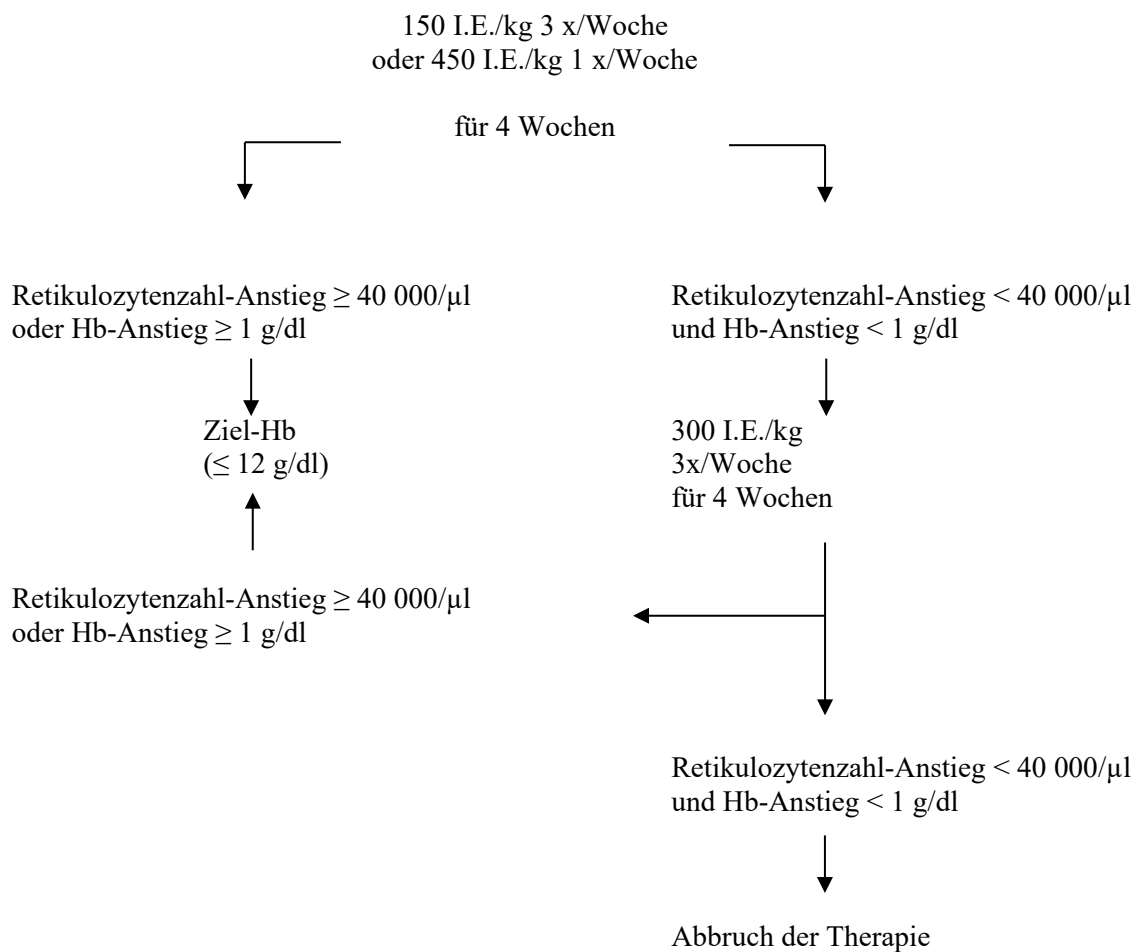 150 I.E./kg 3 x/Woche
oder 450 I.E./kg 1 x/Woche
für 4 Wochen
Retikulozytenzahl-Anstieg ≥ 40 000/µl
oder Hb-Anstieg ≥ 1 g/dl
Retikulozytenzahl-Anstieg < 40 000/µl
und Hb-Anstieg < 1 g/dl
Ziel-Hb
(≤ 12 g/dl)
300 I.E./kg
3x/Woche
für 4 Wochen
Retikulozytenzahl-Anstieg ≥ 40 000/µl
oder Hb-Anstieg ≥ 1 g/dl
Retikulozytenzahl-Anstieg < 40 000/µl
und Hb-Anstieg < 1 g/dl
Abbruch der Therapie